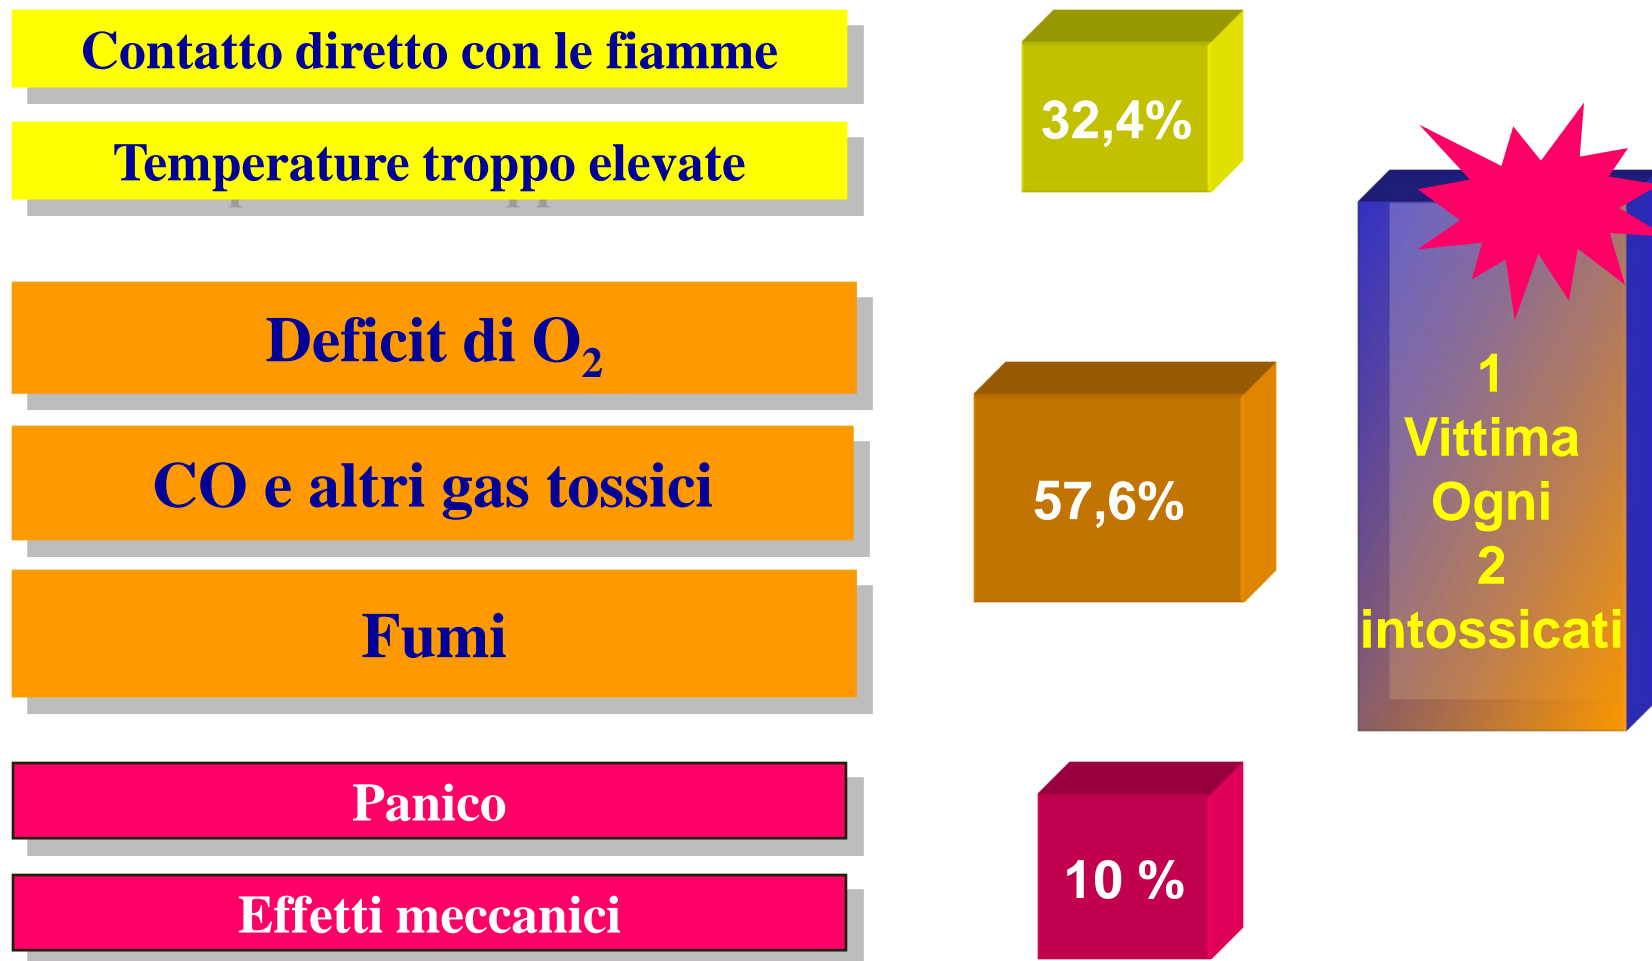 Contatto diretto con le fiamme
Temperature troppo elevate
32,4%
Deficit di O₂
CO e altri gas tossici
Fumi
57,6%
1
Vittima
Ogni
2
intossicati
Panico
Effetti meccanici
10 %